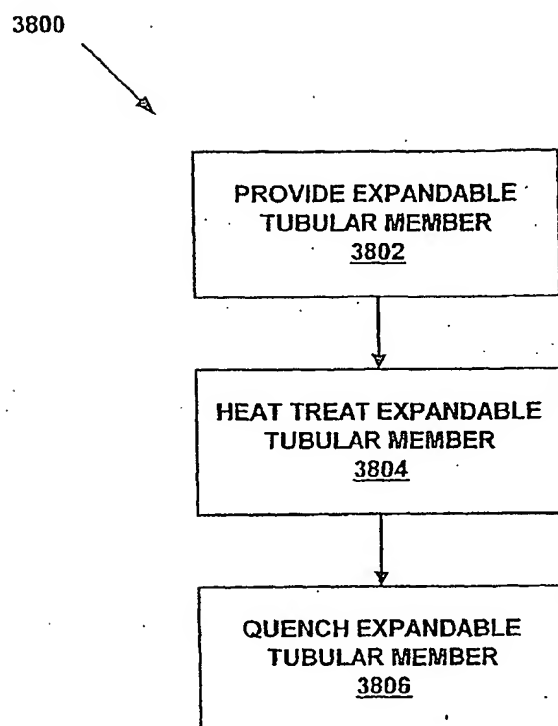 3800
PROVIDE EXPANDABLE
TUBULAR MEMBER
3802
HEAT TREAT EXPANDABLE
TUBULAR MEMBER
3804
QUENCH EXPANDABLE
TUBULAR MEMBER
3806